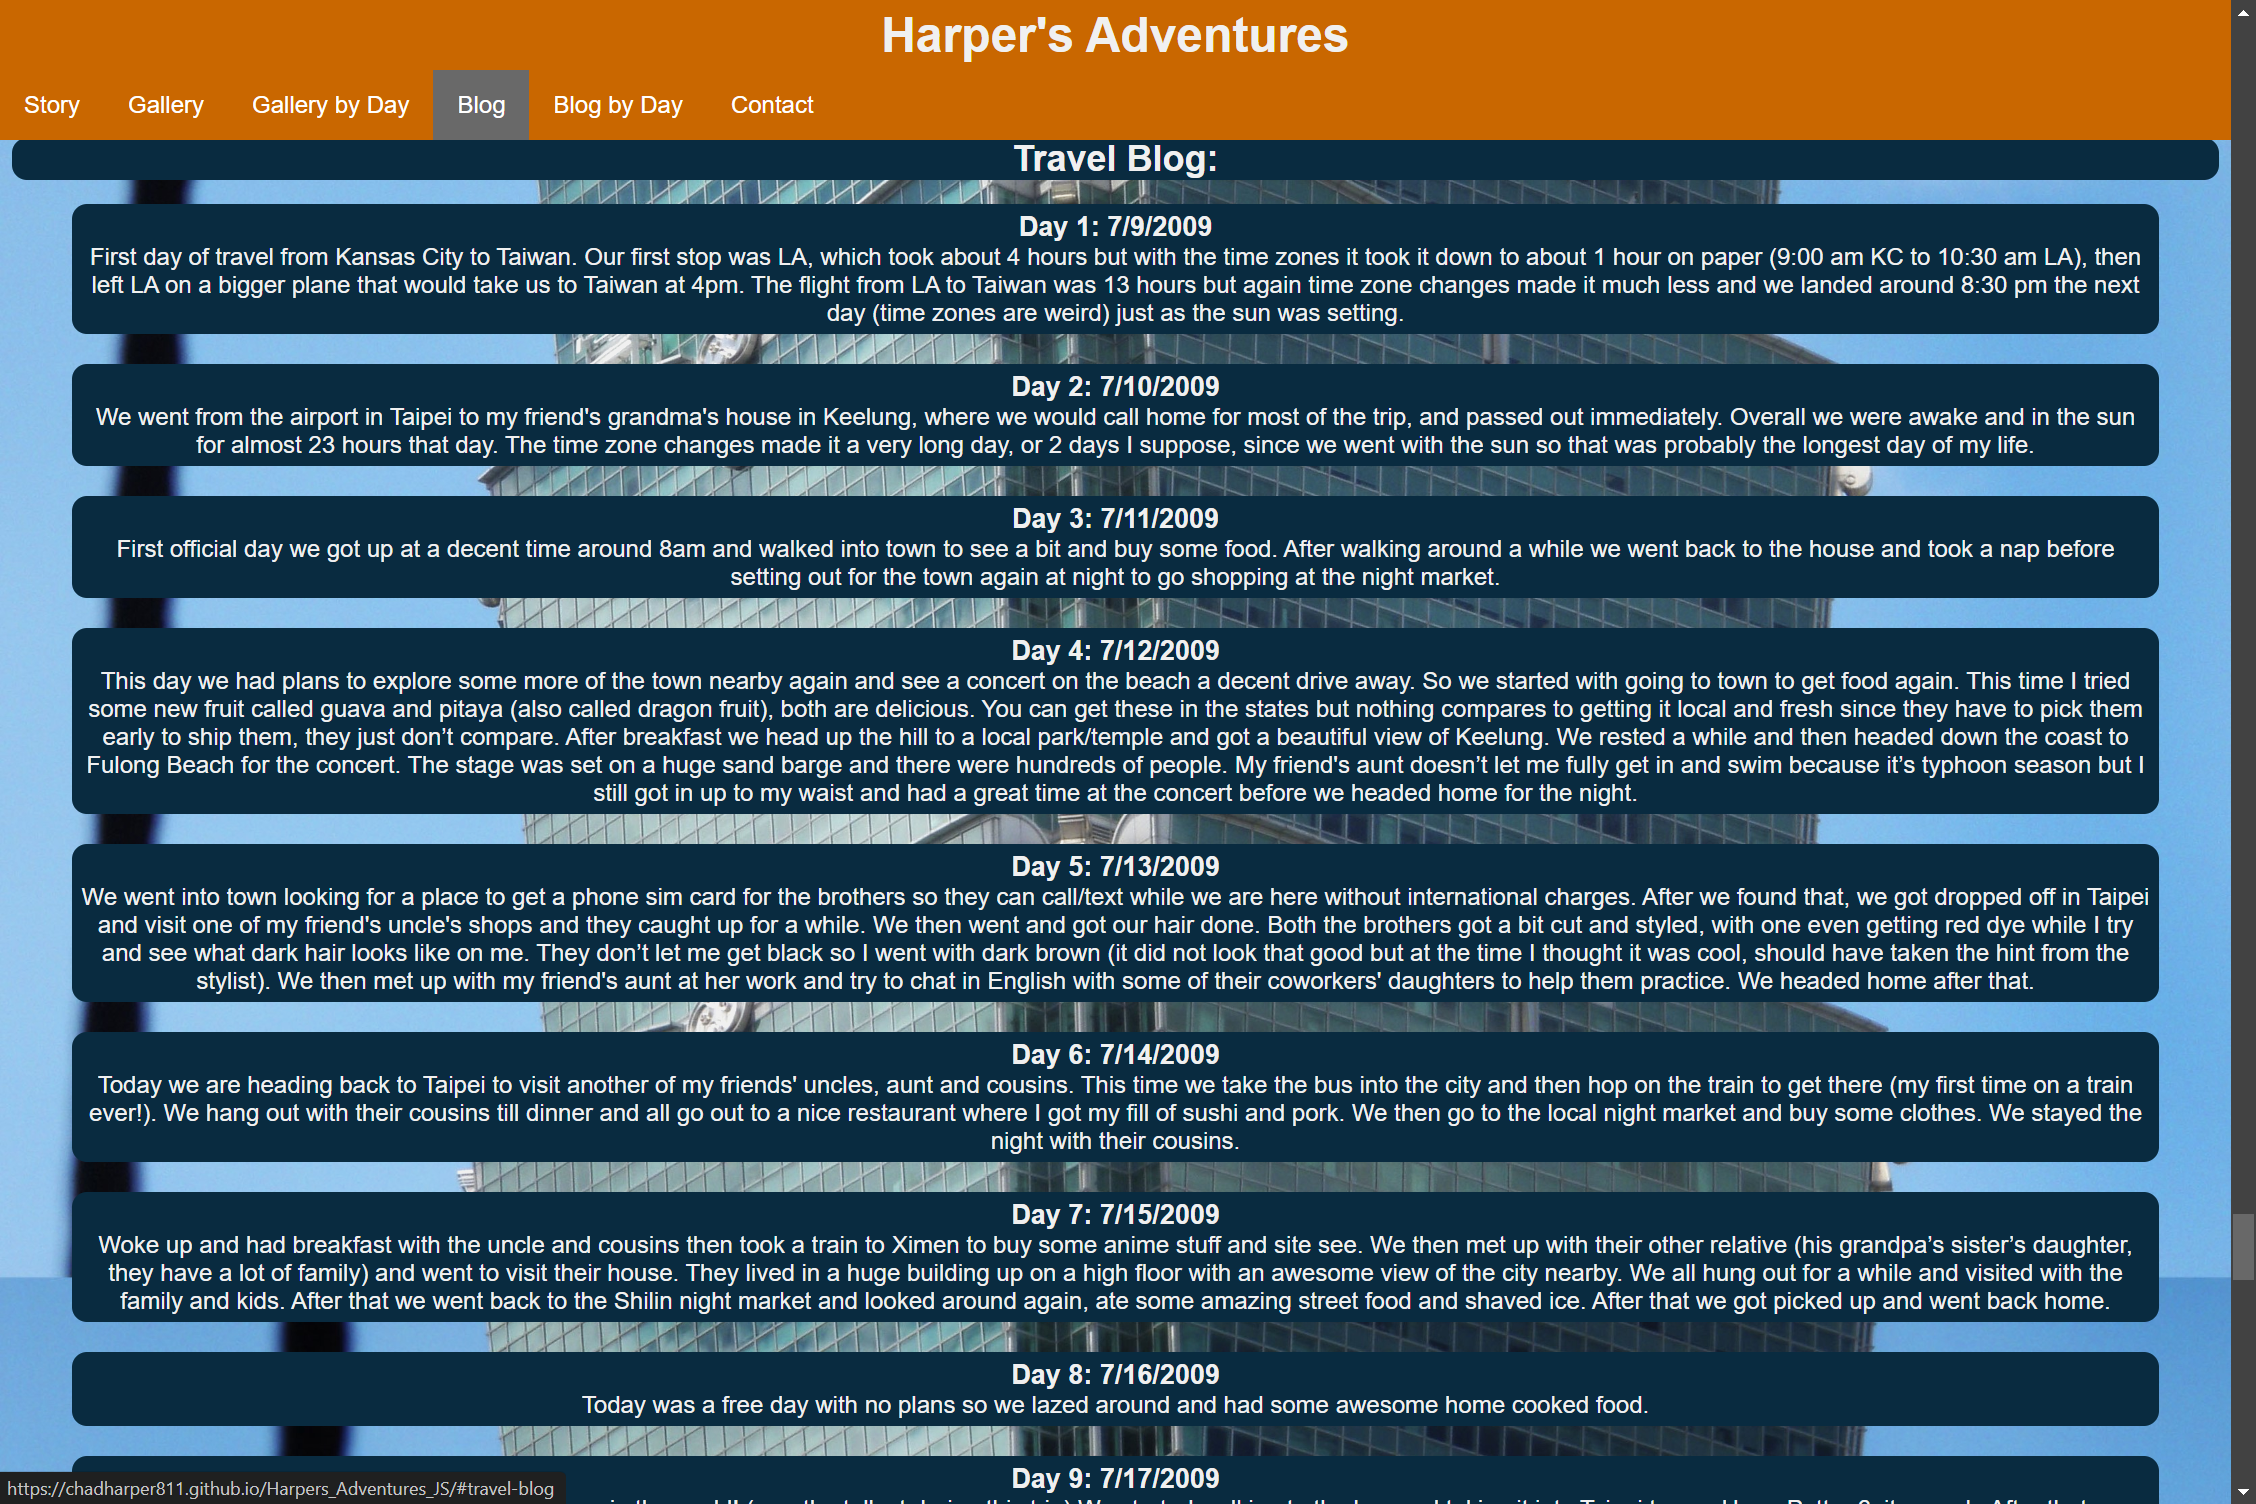 Harper's Adventures
Story Gallery Gallery by Day Blog Blog by Day Contact
Travel Blog:
Day 1: 7/9/2009
First day of travel from Kansas City to Taiwan. Our first stop was LA, which took about 4 hours but with the time zones it took it down to about 1 hour on paper (9:00 am KC to 10:30 am LA), then
left LA on a bigger plane that would take us to Taiwan at 4pm. The flight from LA to Taiwan was 13 hours but again time zone changes made it much less and we landed around 8:30 pm the next
day (time zones are weird) just as the sun was setting.
Day 2: 7/10/2009
We went from the airport in Taipei to my friend's grandma's house in Keelung, where we would call home for most of the trip, and passed out immediately. Overall we were awake and in the sun
for almost 23 hours that day. The time zone changes made it a very long day, or 2 days I suppose, since we went with the sun so that was probably the longest day of my life.
Day 3: 7/11/2009
First official day we got up at a decent time around 8am and walked into town to see a bit and buy some food. After walking around a while we went back to the house and took a nap before
setting out for the town again at night to go shopping at the night market.
Day 4: 7/12/2009
This day we had plans to explore some more of the town nearby again and see a concert on the beach a decent drive away. So we started with going to town to get food again. This time I tried
some new fruit called guava and pitaya (also called dragon fruit), both are delicious. You can get these in the states but nothing compares to getting it local and fresh since they have to pick them
early to ship them, they just don’t compare. After breakfast we head up the hill to a local park/temple and got a beautiful view of Keelung. We rested a while and then headed down the coast to
Fulong Beach for the concert. The stage was set on a huge sand barge and there were hundreds of people. My friend's aunt doesn’t let me fully get in and swim because it’s typhoon season but I
still got in up to my waist and had a great time at the concert before we headed home for the night.
Day 5: 7/13/2009
We went into town looking for a place to get a phone sim card for the brothers so they can call/text while we are here without international charges. After we found that, we got dropped off in Taipei
and visit one of my friend's uncle's shops and they caught up for a while. We then went and got our hair done. Both the brothers got a bit cut and styled, with one even getting red dye while I try
and see what dark hair looks like on me. They don’t let me get black so I went with dark brown (it did not look that good but at the time I thought it was cool, should have taken the hint from the
stylist). We then met up with my friend's aunt at her work and try to chat in English with some of their coworkers' daughters to help them practice. We headed home after that.
Day 6: 7/14/2009
Today we are heading back to Taipei to visit another of my friends' uncles, aunt and cousins. This time we take the bus into the city and then hop on the train to get there (my first time on a train
ever!). We hang out with their cousins till dinner and all go out to a nice restaurant where I got my fill of sushi and pork. We then go to the local night market and buy some clothes. We stayed the
night with their cousins.
Day 7: 7/15/2009
Woke up and had breakfast with the uncle and cousins then took a train to Ximen to buy some anime stuff and site see. We then met up with their other relative (his grandpa’s sister’s daughter,
they have a lot of family) and went to visit their house. They lived in a huge building up on a high floor with an awesome view of the city nearby. We all hung out for a while and visited with the
family and kids. After that we went back to the Shilin night market and looked around again, ate some amazing street food and shaved ice. After that we got picked up and went back home.
Day 8: 7/16/2009
Today was a free day with no plans so we lazed around and had some awesome home cooked food.
Day 9: 7/17/2009
https://chadharper811.github.io/Harpers_Adventures_JS/#travel-blog